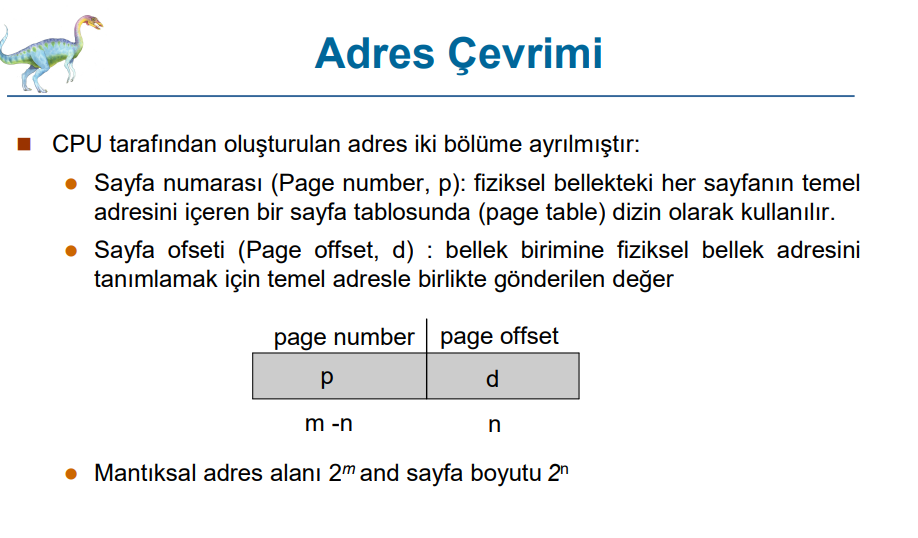 Adres Çevrimi
CPU tarafından oluşturulan adres iki bölüme ayrılmıştır:
Sayfa numarası (Page number, p): fiziksel bellekteki her sayfanın temel
adresini içeren bir sayfa tablosunda (page table) dizin olarak kullanılır.
Sayfa ofseti (Page offset, d) : bellek birimine fiziksel bellek adresini
tanımlamak için temel adresle birlikte gönderilen değer
page number page offset
p d
m -n n
Mantıksal adres alanı 2^m and sayfa boyutu 2^n